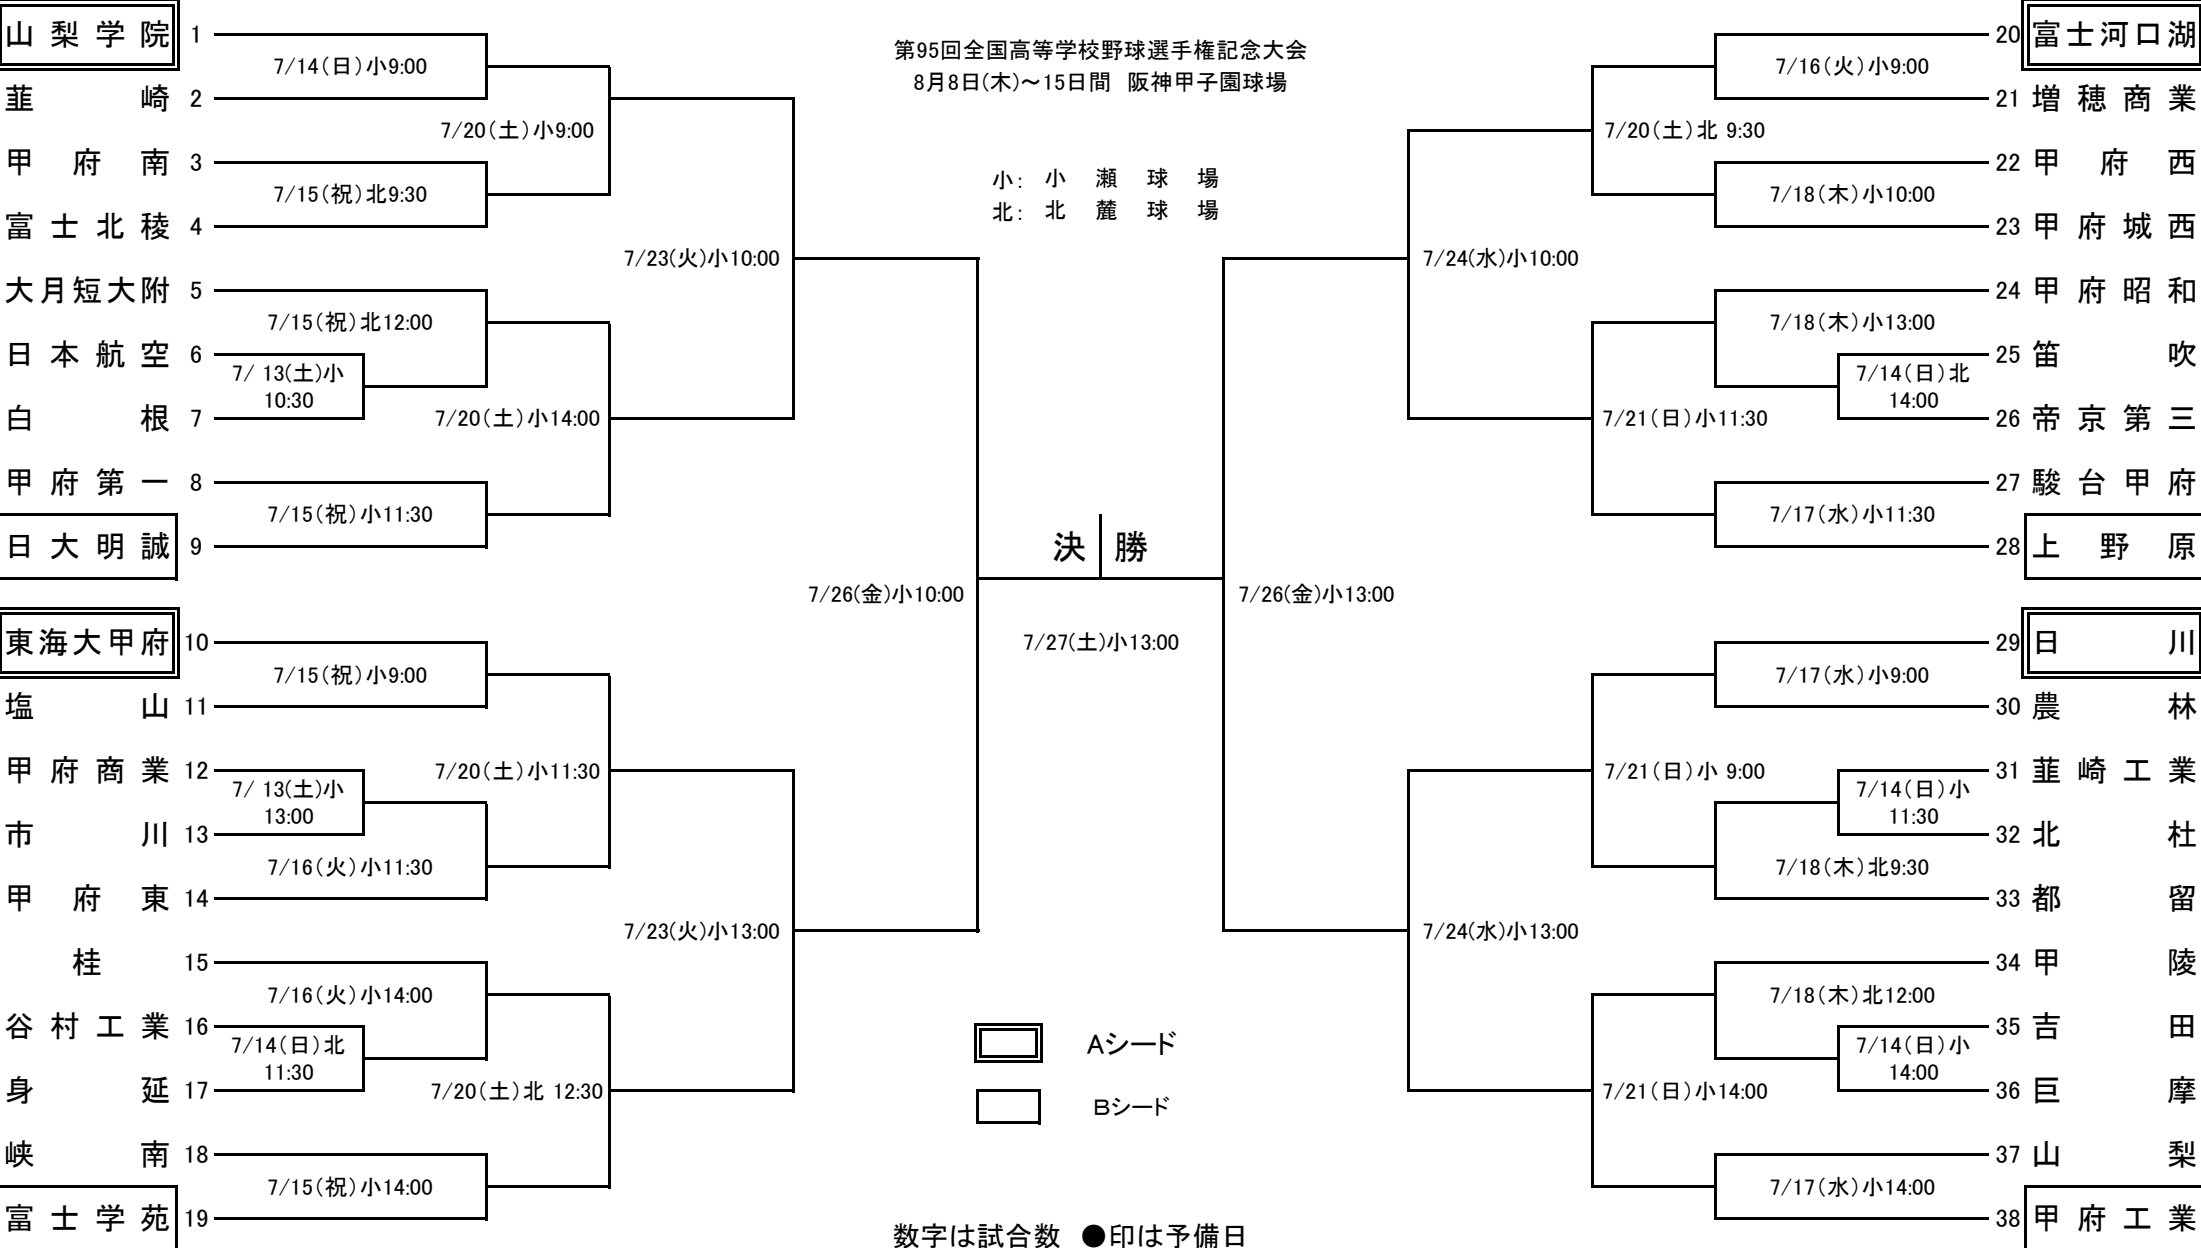 第95回全国高等学校野球選手権記念大会
8月8日(木)～15日間　阪神甲子園球場
小：小瀬球場
北：北麓球場
山梨学院 1
7/14(日)小9:00
韮崎 2
7/20(土)小9:00
甲府南 3
7/15(祝)北9:30
富士北稜 4
7/23(火)小10:00
大月短大附 5
7/15(祝)北12:00
日本航空 6
7/ 13(土)小
10:30
白根 7
7/20(土)小14:00
甲府第一 8
7/15(祝)小11:30
日大明誠 9
7/26(金)小10:00
東海大甲府 10
7/15(祝)小9:00
塩山 11
7/20(土)小11:30
甲府商業 12
7/ 13(土)小
13:00
市川 13
7/16(火)小11:30
甲府東 14
7/23(火)小13:00
桂 15
7/16(火)小14:00
谷村工業 16
7/14(日)北
11:30
身延 17
7/20(土)北 12:30
峡南 18
7/15(祝)小14:00
富士学苑 19
決勝
7/27(土)小13:00
20 富士河口湖
7/16(火)小9:00
21 増穂商業
7/20(土)北 9:30
22 甲府西
7/18(木)小10:00
23 甲府城西
7/24(水)小10:00
24 甲府昭和
7/18(木)小13:00
25 笛吹
7/14(日)北
14:00
26 帝京第三
7/21(日)小11:30
27 駿台甲府
7/17(水)小11:30
28 上野原
7/26(金)小13:00
29 日川
7/17(水)小9:00
30 農林
7/21(日)小 9:00
31 韮崎工業
7/14(日)小
11:30
32 北杜
7/18(木)北9:30
33 都留
7/24(水)小13:00
34 甲陵
7/18(木)北12:00
35 吉田
7/14(日)小
14:00
36 巨摩
7/21(日)小14:00
37 山梨
7/17(水)小14:00
38 甲府工業
Aシード
Bシード
数字は試合数　●印は予備日